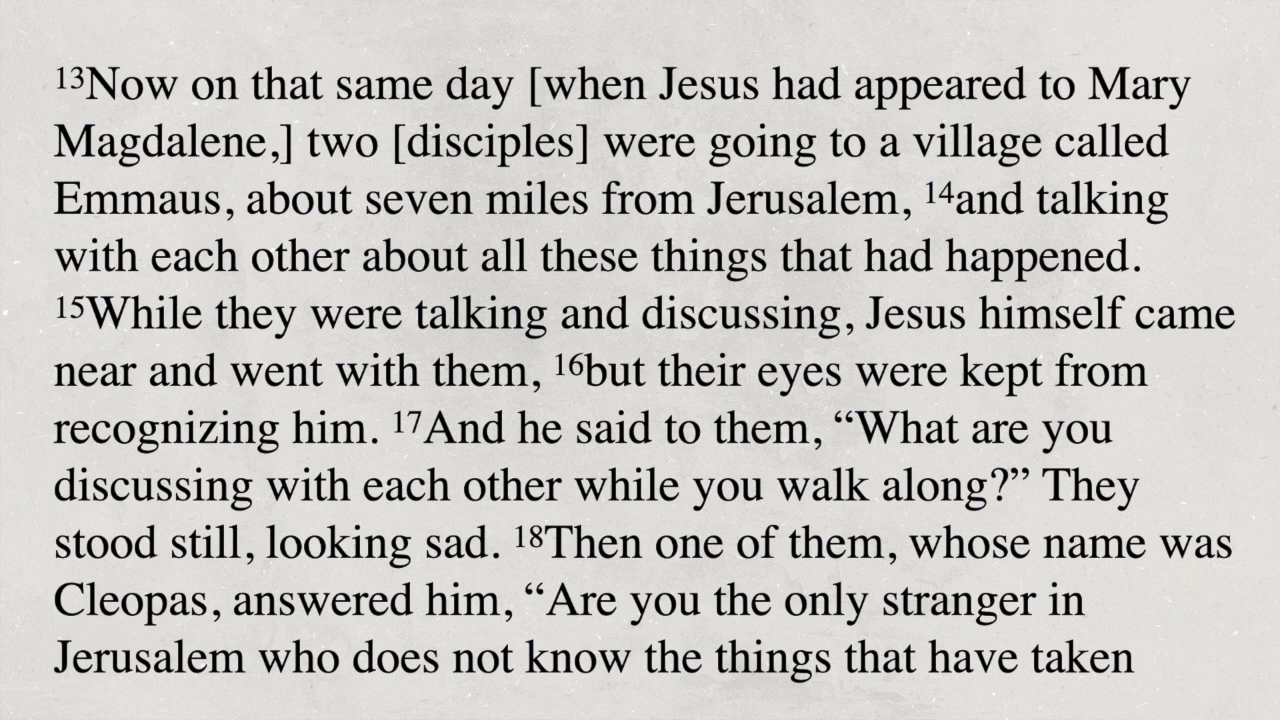 ¹³Now on that same day [when Jesus had appeared to Mary
Magdalene,] two [disciples] were going to a village called
Emmaus, about seven miles from Jerusalem, ¹⁴and talking
with each other about all these things that had happened.
¹⁵While they were talking and discussing, Jesus himself came
near and went with them, ¹⁶but their eyes were kept from
recognizing him. ¹⁷And he said to them, “What are you
discussing with each other while you walk along?” They
stood still, looking sad. ¹⁸Then one of them, whose name was
Cleopas, answered him, “Are you the only stranger in
Jerusalem who does not know the things that have taken